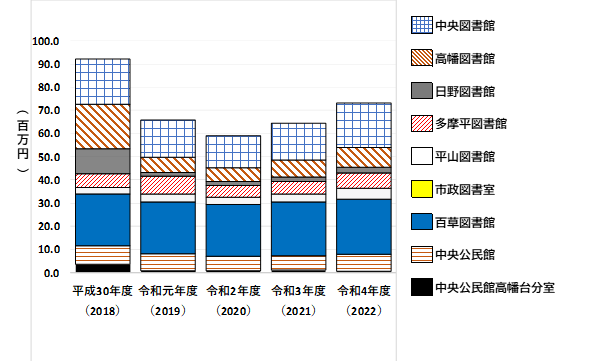 (百万円)
100.0
90.0
80.0
70.0
60.0
50.0
40.0
30.0
20.0
10.0
0.0
平成30年度 令和元年度 令和2年度 令和3年度 令和4年度
(2018) (2019) (2020) (2021) (2022)
中央図書館
高幡図書館
日野図書館
多摩平図書館
平山図書館
市政図書室
百草図書館
中央公民館
中央公民館高幡台分室